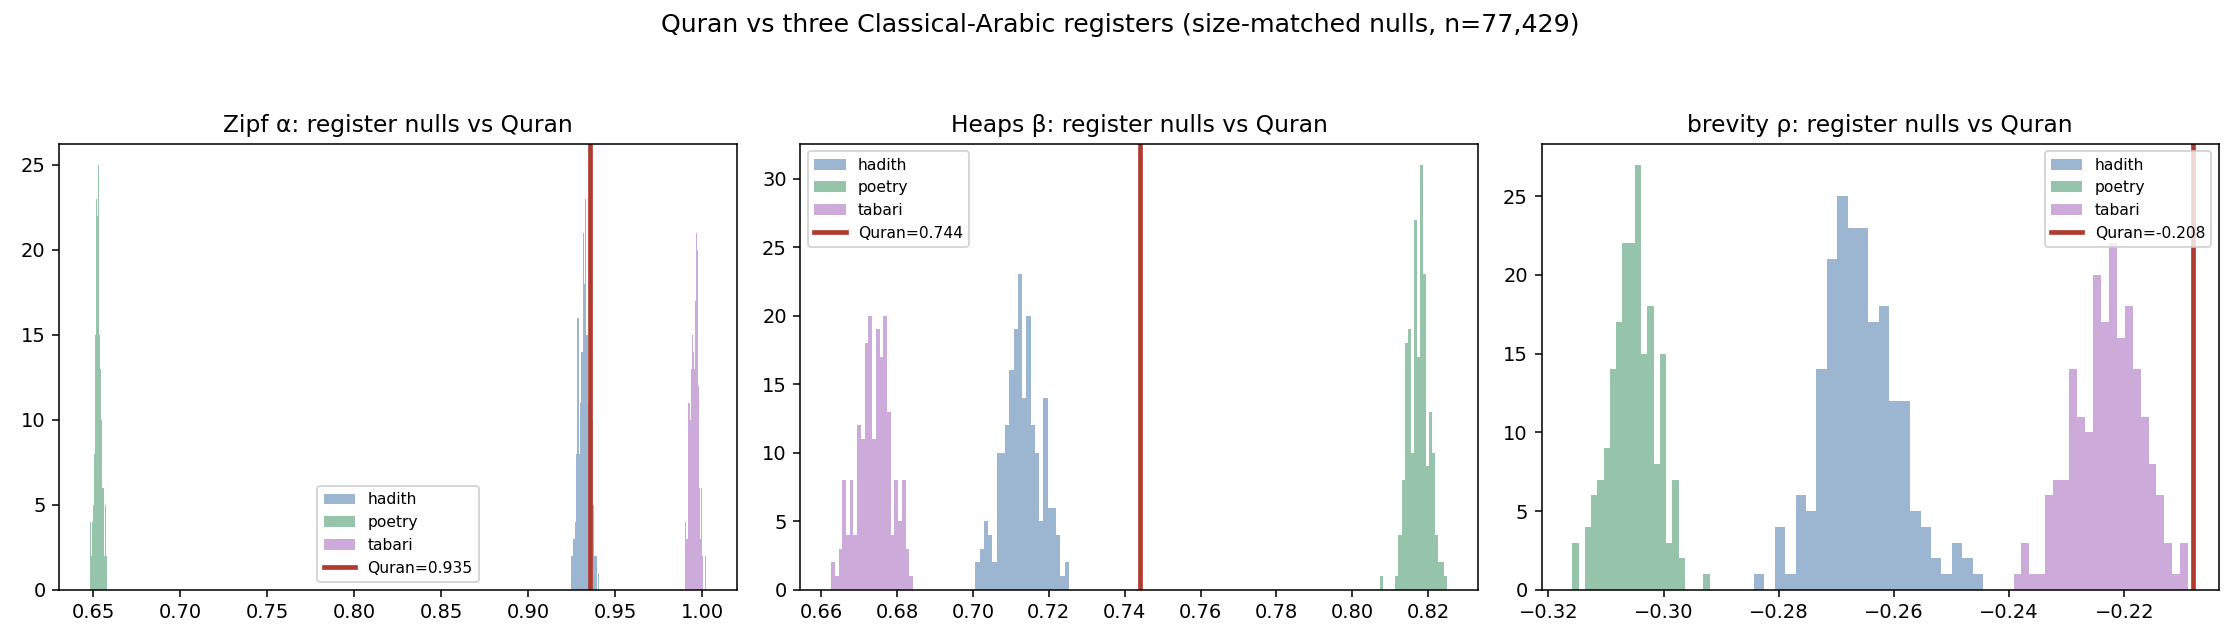 Quran vs three Classical-Arabic registers (size-matched nulls, n=77,429)
Zipf α: register nulls vs Quran
25
20
15
10
5
0
0.65 0.70 0.75 0.80 0.85 0.90 0.95 1.00
hadith
poetry
tabari
Quran=0.935
Heaps β: register nulls vs Quran
30
25
20
15
10
5
0
0.66 0.68 0.70 0.72 0.74 0.76 0.78 0.80 0.82
hadith
poetry
tabari
Quran=0.744
brevity ρ: register nulls vs Quran
25
20
15
10
5
0
−0.32 −0.30 −0.28 −0.26 −0.24 −0.22
hadith
poetry
tabari
Quran=-0.208